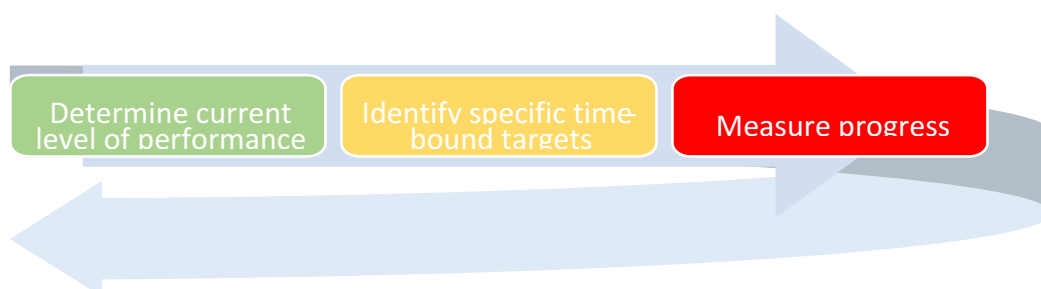 Determine current
level of performance
Identify specific time-
bound targets
Measure progress